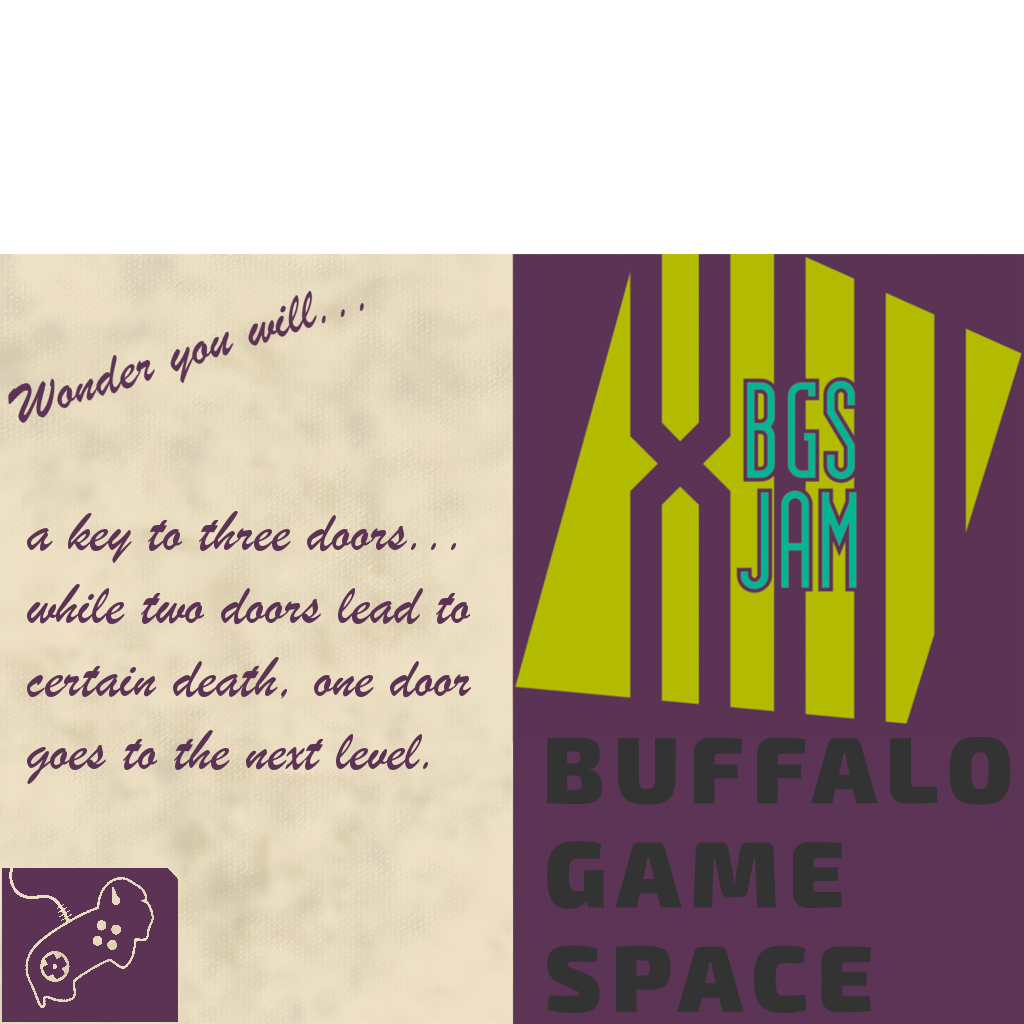 Wonder you will...
a key to three doors...
while two doors lead to
certain death, one door
goes to the next level.
XIII
BGS
JAM
BUFFALO
GAME
SPACE